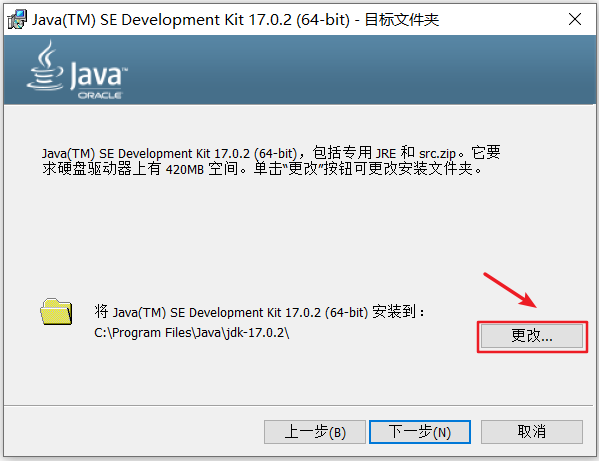 Java(TM) SE Development Kit 17.0.2 (64-bit) - 目标文件夹
Java™
ORACLE
Java(TM) SE Development Kit 17.0.2 (64-bit)，包括专用 JRE 和 src.zip。它要
求硬盘驱动器上有 420MB 空间。单击“更改”按钮可更改安装文件夹。
将 Java(TM) SE Development Kit 17.0.2 (64-bit) 安装到：
C:\Program Files\Java\jdk-17.0.2\
更改...
上一步(B)
下一步(N)
取消